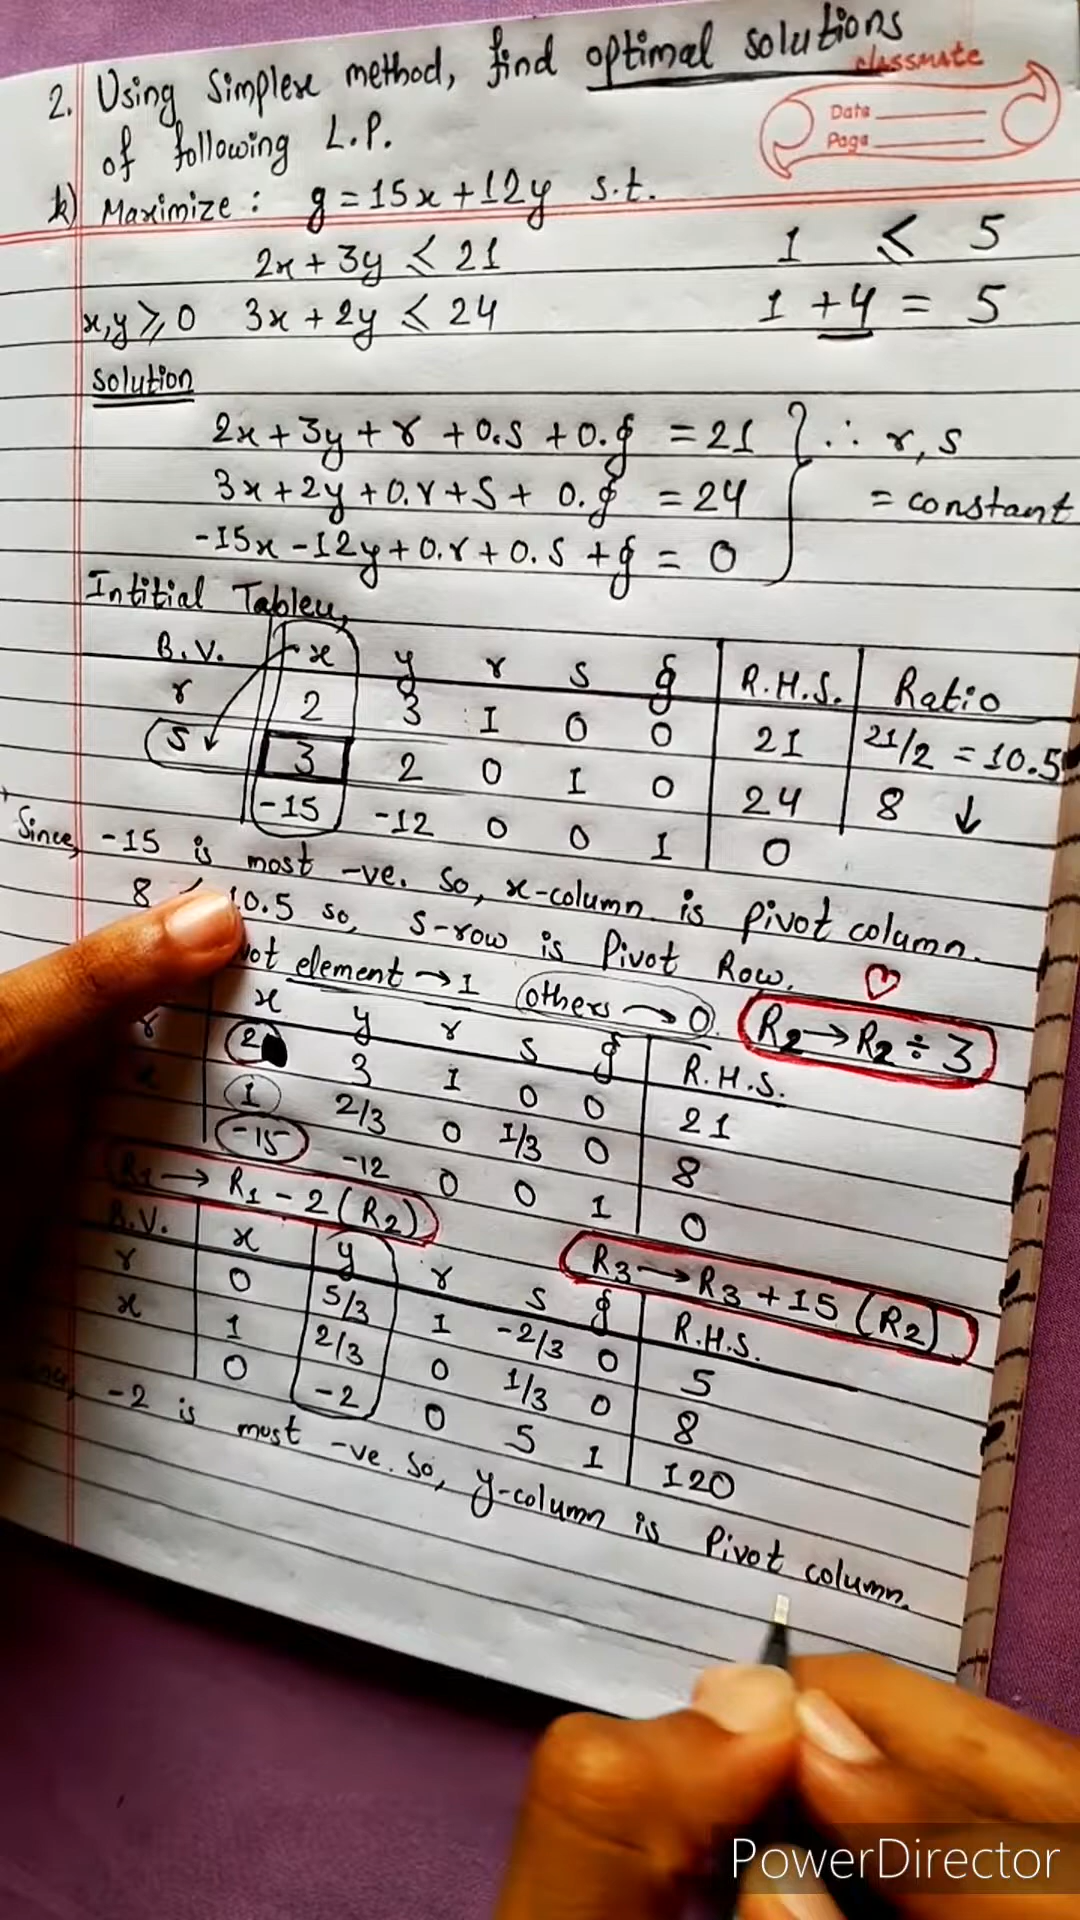 2. Using Simplex method, find optimal solutions
classmate
Date
Page
of following L.P.
k) Maximize : g = 15x + 12y s.t.
2x + 3y ≤ 21
1 ≤ 5
x,y ≥ 0 3x + 2y ≤ 24
1 + 4 = 5
Solution
2x + 3y + r + 0.s + 0.g = 21 } ∴ r, s
3x + 2y + 0.r + s + 0.g = 24 = constant
-15x - 12y + 0.r + 0.s + g = 0
Intitial Tableu,
B.V. x y r s g R.H.S. Ratio
r 2 3 1 0 0 21 21/2 = 10.5
s 3 2 0 1 0 24 8 ↓
-15 -12 0 0 1 0
Since, -15 is most -ve. So, x-column is pivot column.
8 < 10.5 so, s-row is Pivot Row.
element → 1 others → 0 R2 → R2 ÷ 3
x y r s g R.H.S.
r 2 3 1 0 0 21
1 2/3 0 1/3 0 8
-15 -12 0 0 1 0
R1 → R1 - 2 (R2)
R3 → R3 + 15 (R2)
B.V. x y r s g R.H.S.
r 0 5/3 1 -2/3 0 5
x 1 2/3 0 1/3 0 8
0 -2 0 5 1 120
-2 is most -ve. So, y-column is Pivot column.
PowerDirector